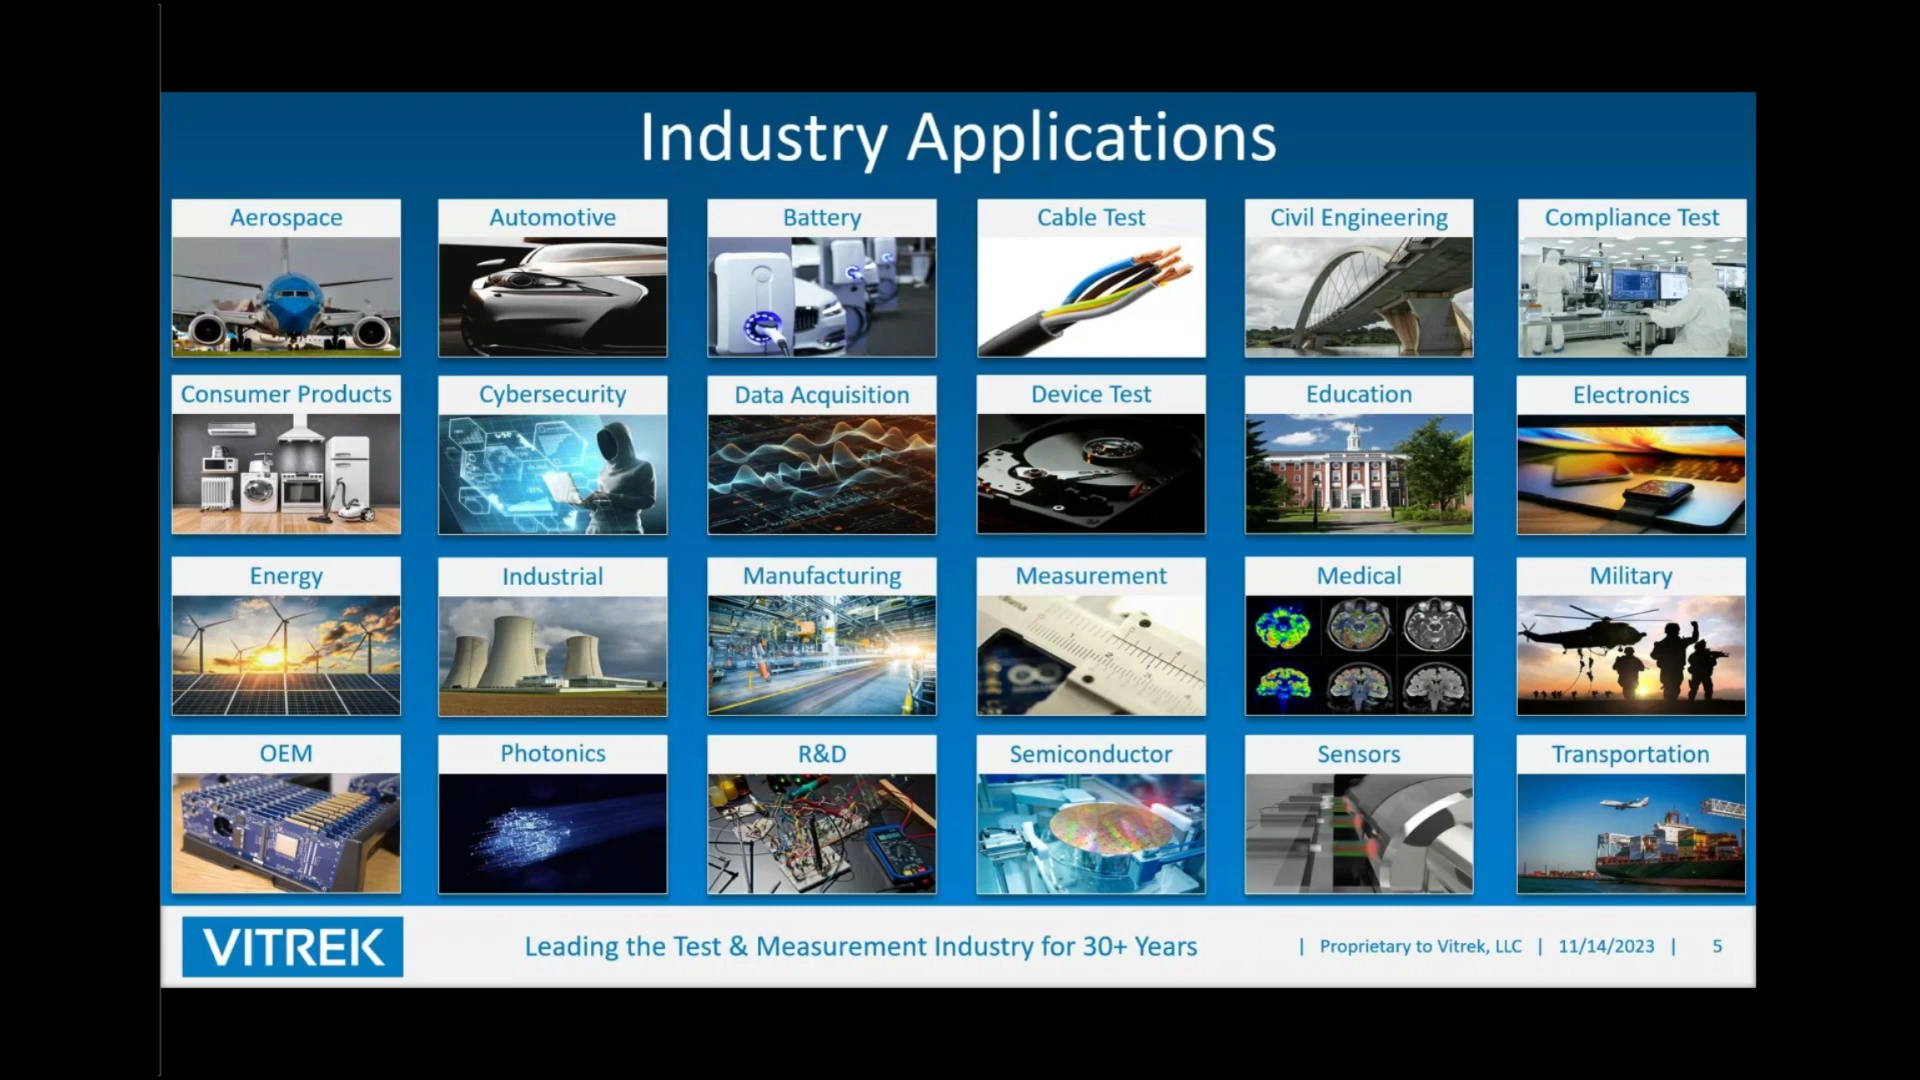 Industry Applications
Aerospace
Automotive
Battery
Cable Test
Civil Engineering
Compliance Test
Consumer Products
Cybersecurity
Data Acquisition
Device Test
Education
Electronics
Energy
Industrial
Manufacturing
Measurement
Medical
Military
OEM
Photonics
R&D
Semiconductor
Sensors
Transportation
VITREK
Leading the Test & Measurement Industry for 30+ Years
| Proprietary to Vitrek, LLC | 11/14/2023 | 5